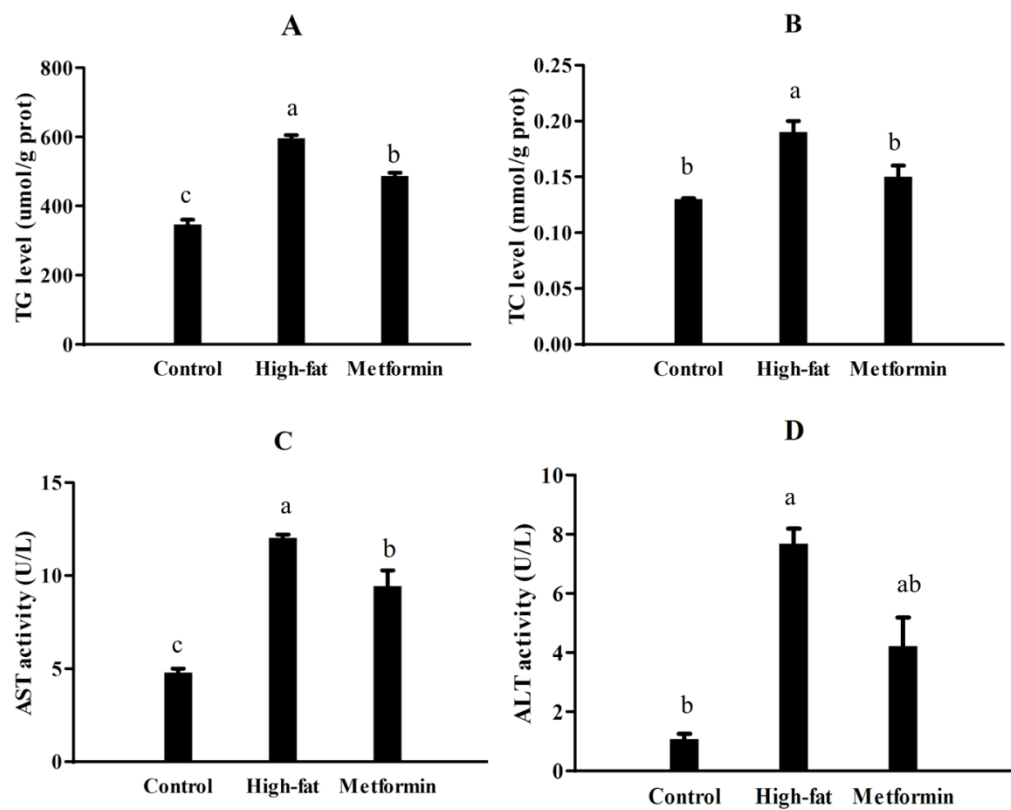 A
TG level (umol/g prot)
800
600
400
200
0
c
a
b
Control High-fat Metformin
B
TC level (mmol/g prot)
0.25
0.20
0.15
0.10
0.05
0.00
b
a
b
Control High-fat Metformin
C
AST activity (U/L)
15
10
5
0
c
a
b
Control High-fat Metformin
D
ALT activity (U/L)
10
8
6
4
2
0
b
a
ab
Control High-fat Metformin